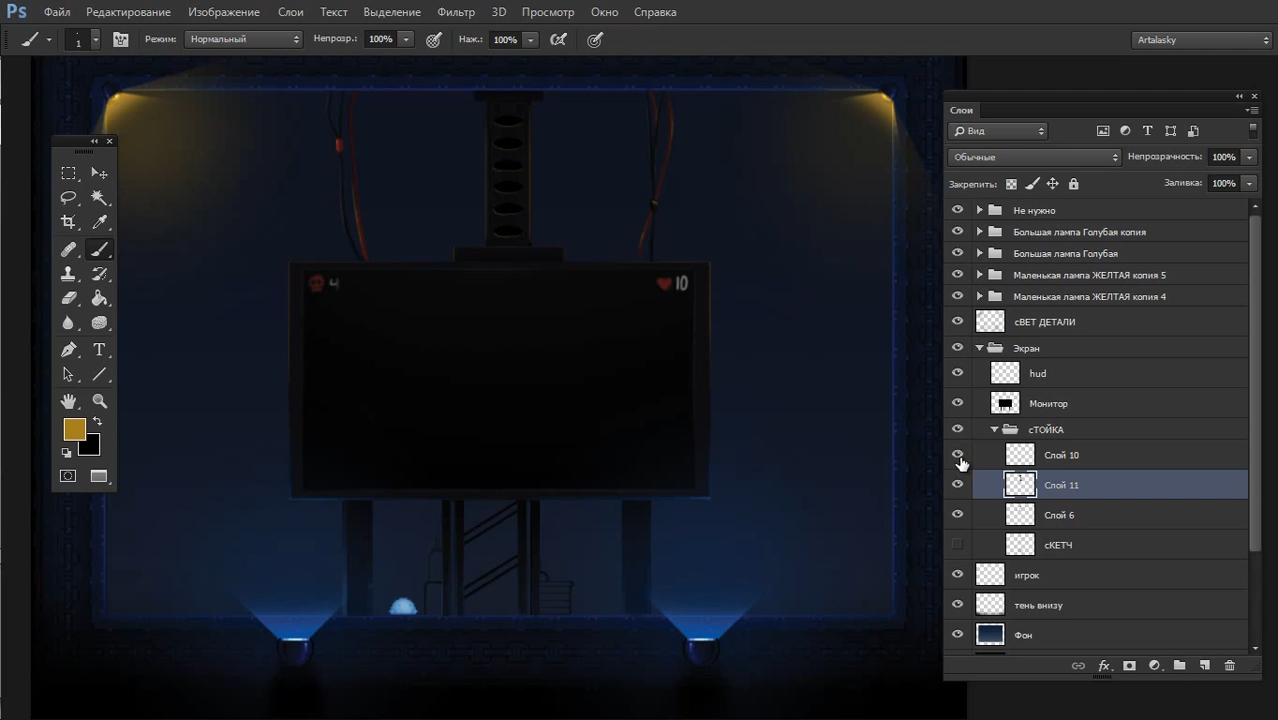 Ps Файл Редактирование Изображение Слои Текст Выделение Фильтр 3D Просмотр Окно Справка
1 Режим: Нормальный Непрозр.: 100% Наж.: 100% Artalasky
Слои
Вид
Обычные Непрозрачность: 100%
Закрепить: Заливка: 100%
Не нужно
Большая лампа Голубая копия
Большая лампа Голубая
Маленькая лампа ЖЕЛТАЯ копия 5
Маленькая лампа ЖЕЛТАЯ копия 4
сВЕТ ДЕТАЛИ
Экран
hud
Монитор
сТОЙКА
Слой 10
Слой 11
Слой 6
сКЕТЧ
игрок
тень внизу
Фон
4 10
T
fx